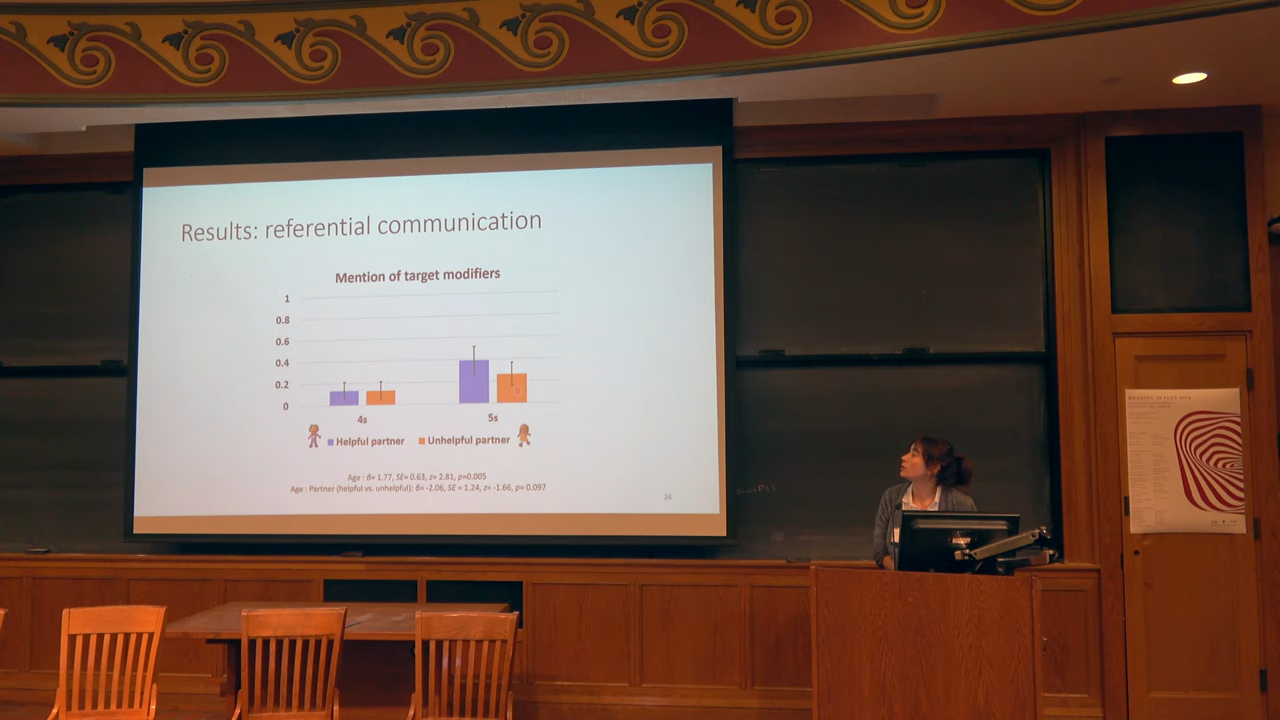 Results: referential communication
Mention of target modifiers
1
0.8
0.6
0.4
0.2
0
4s
5s
Helpful partner
Unhelpful partner
Age : β= 1.77, SE= 0.63, z= 2.81, p=0.005
Age : Partner (helpful vs. unhelpful): β= -2.06, SE = 1.24, z= -1.66, p= 0.097
26